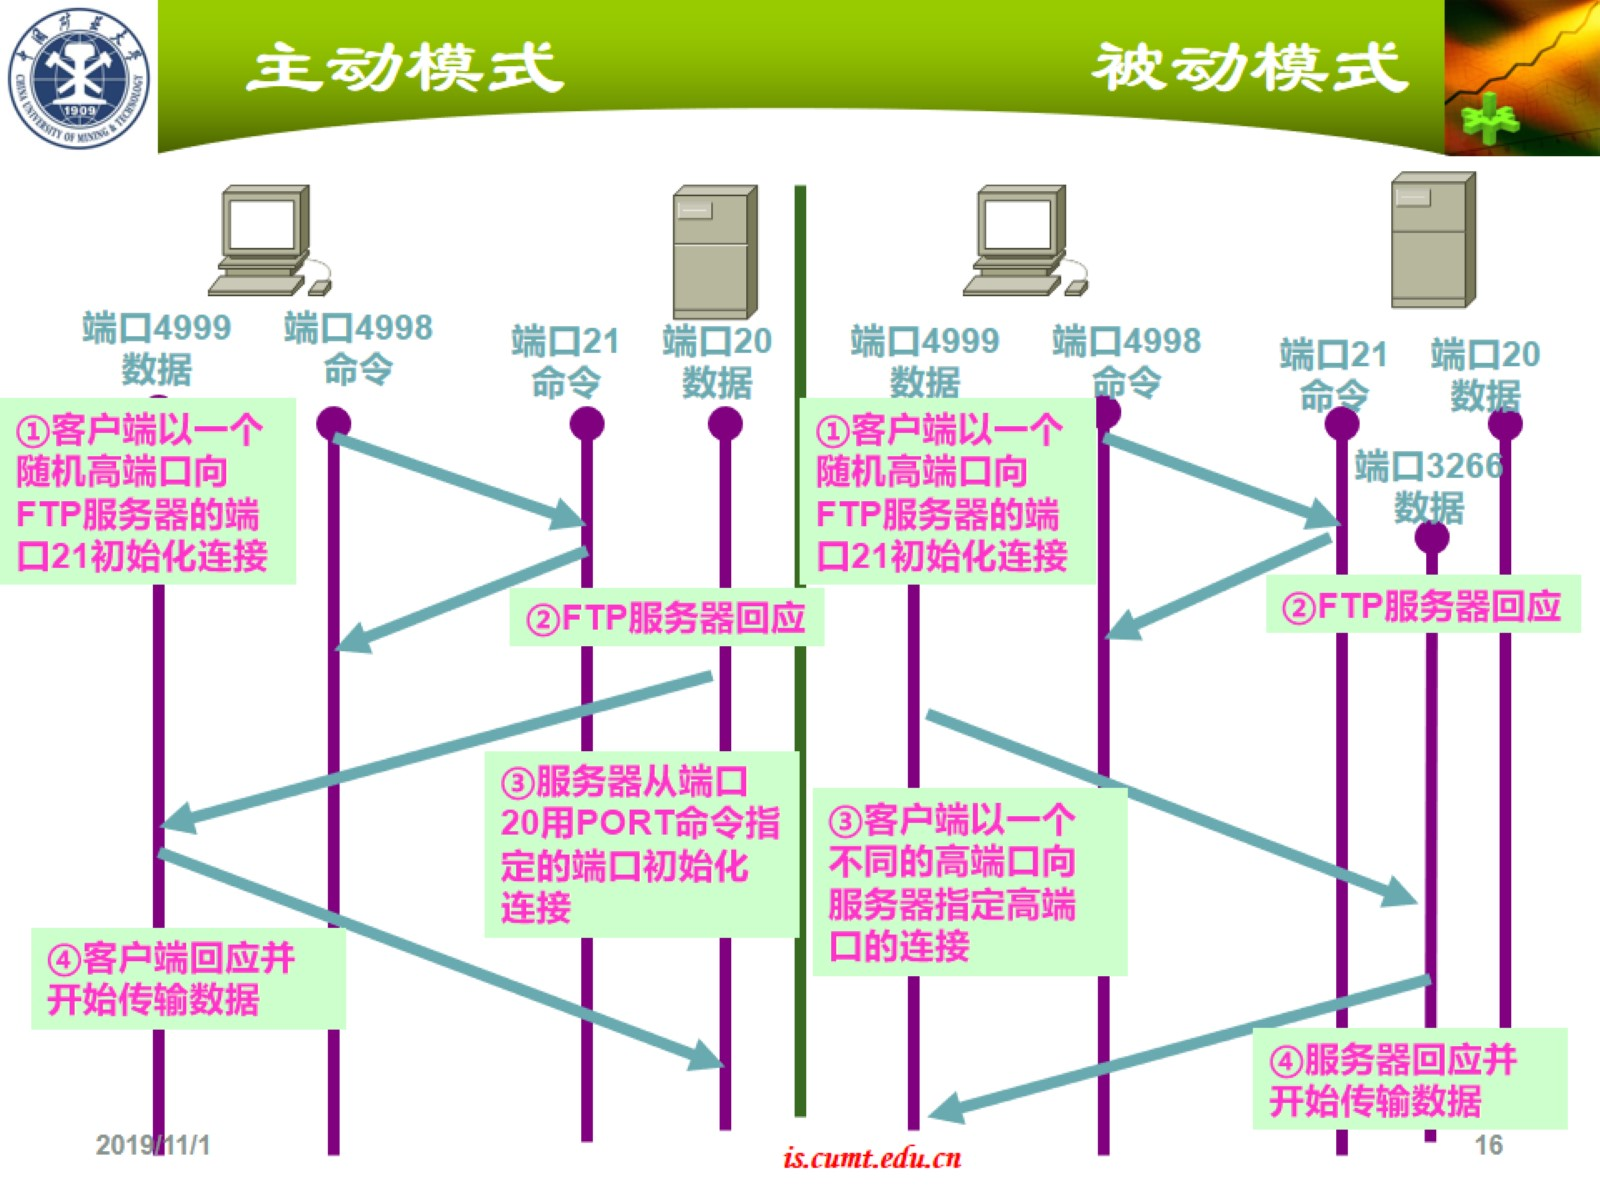 中国矿业大学
CHINA UNIVERSITY OF MINING & TECHNOLOGY
1909
主动模式
被动模式
端口4999
数据
端口4998
命令
端口21
命令
端口20
数据
①客户端以一个
随机高端口向
FTP服务器的端
口21初始化连接
②FTP服务器回应
③服务器从端口
20用PORT命令指
定的端口初始化
连接
④客户端回应并
开始传输数据
端口4999
数据
端口4998
命令
端口21
命令
端口20
数据
端口3266
数据
①客户端以一个
随机高端口向
FTP服务器的端
口21初始化连接
②FTP服务器回应
③客户端以一个
不同的高端口向
服务器指定高端
口的连接
④服务器回应并
开始传输数据
2019/11/1
is.cumt.edu.cn
16